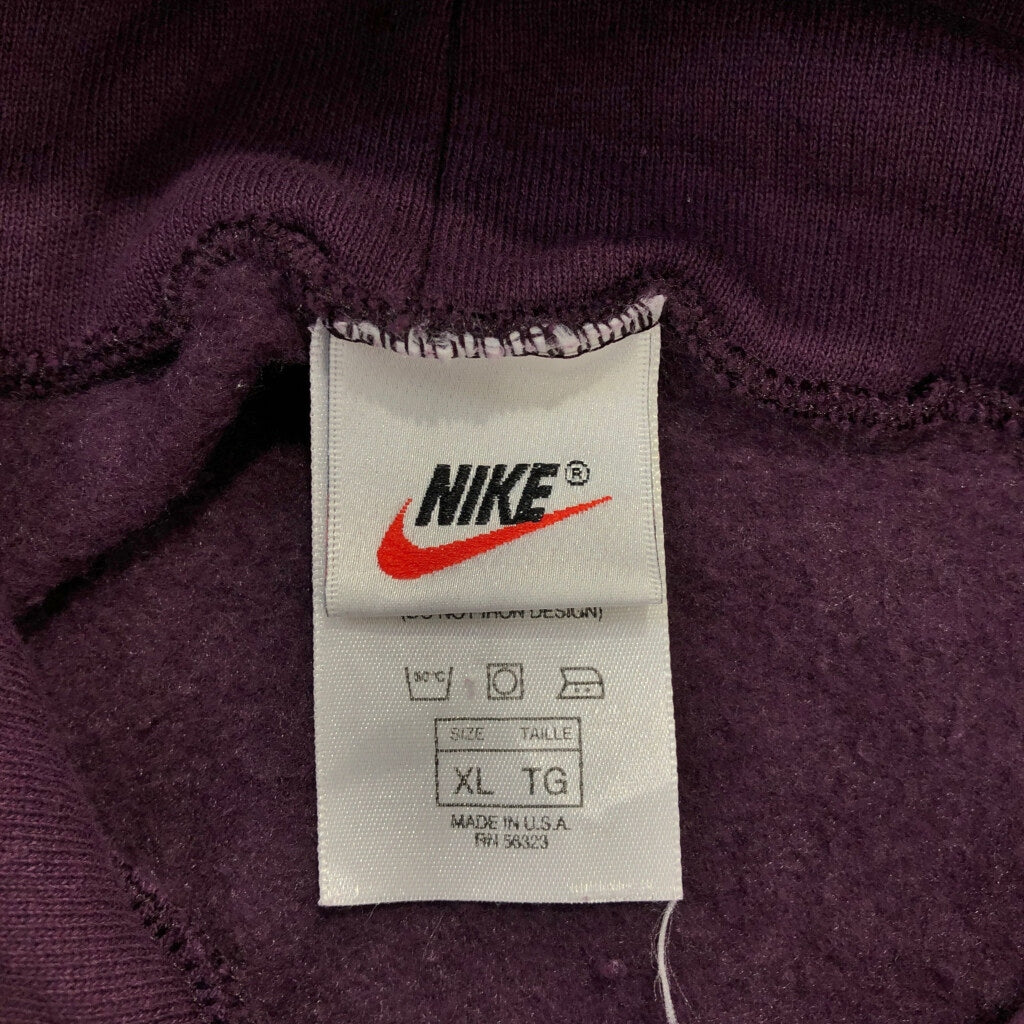 NIKE®
(DO NOT IRON DESIGN)
SIZE TAILLE
XL TG
MADE IN U.S.A.
RN 56323